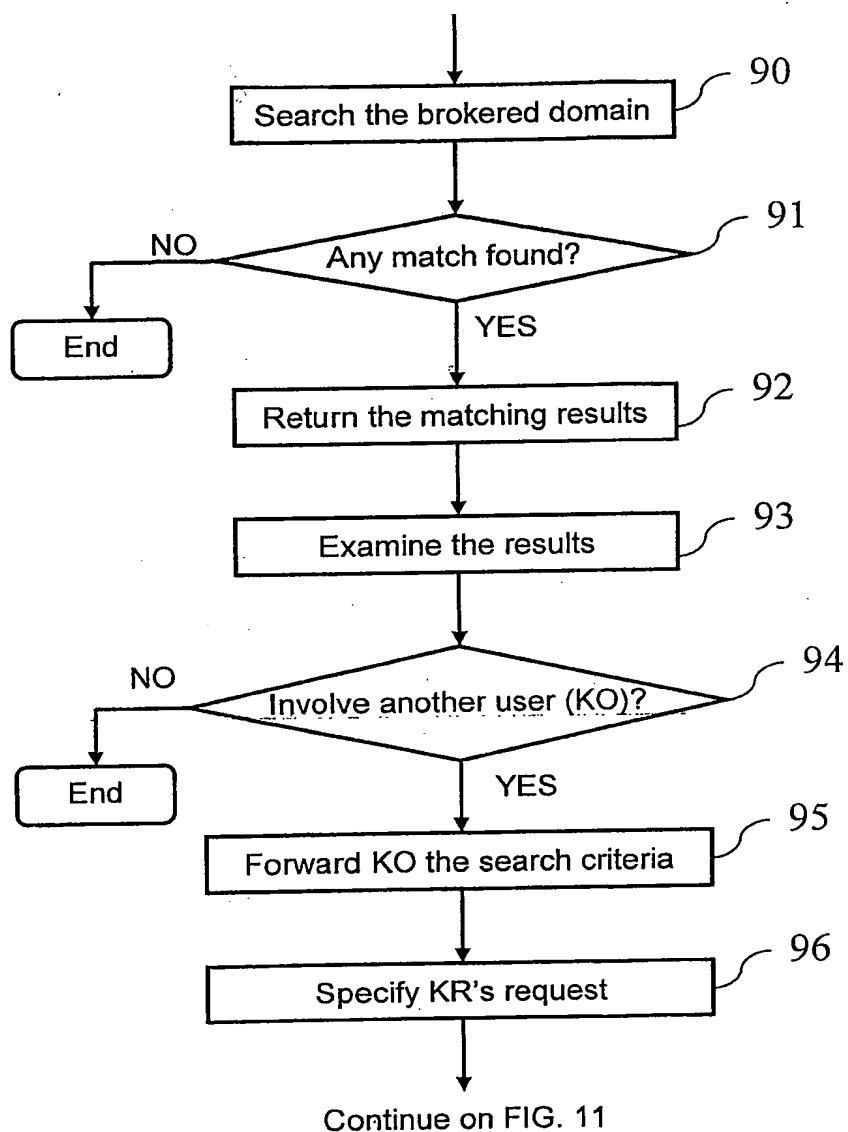 90
Search the brokered domain
91
NO
Any match found?
End
YES
92
Return the matching results
93
Examine the results
94
NO
Involve another user (KO)?
End
YES
95
Forward KO the search criteria
96
Specify KR's request
Continue on FIG. 11